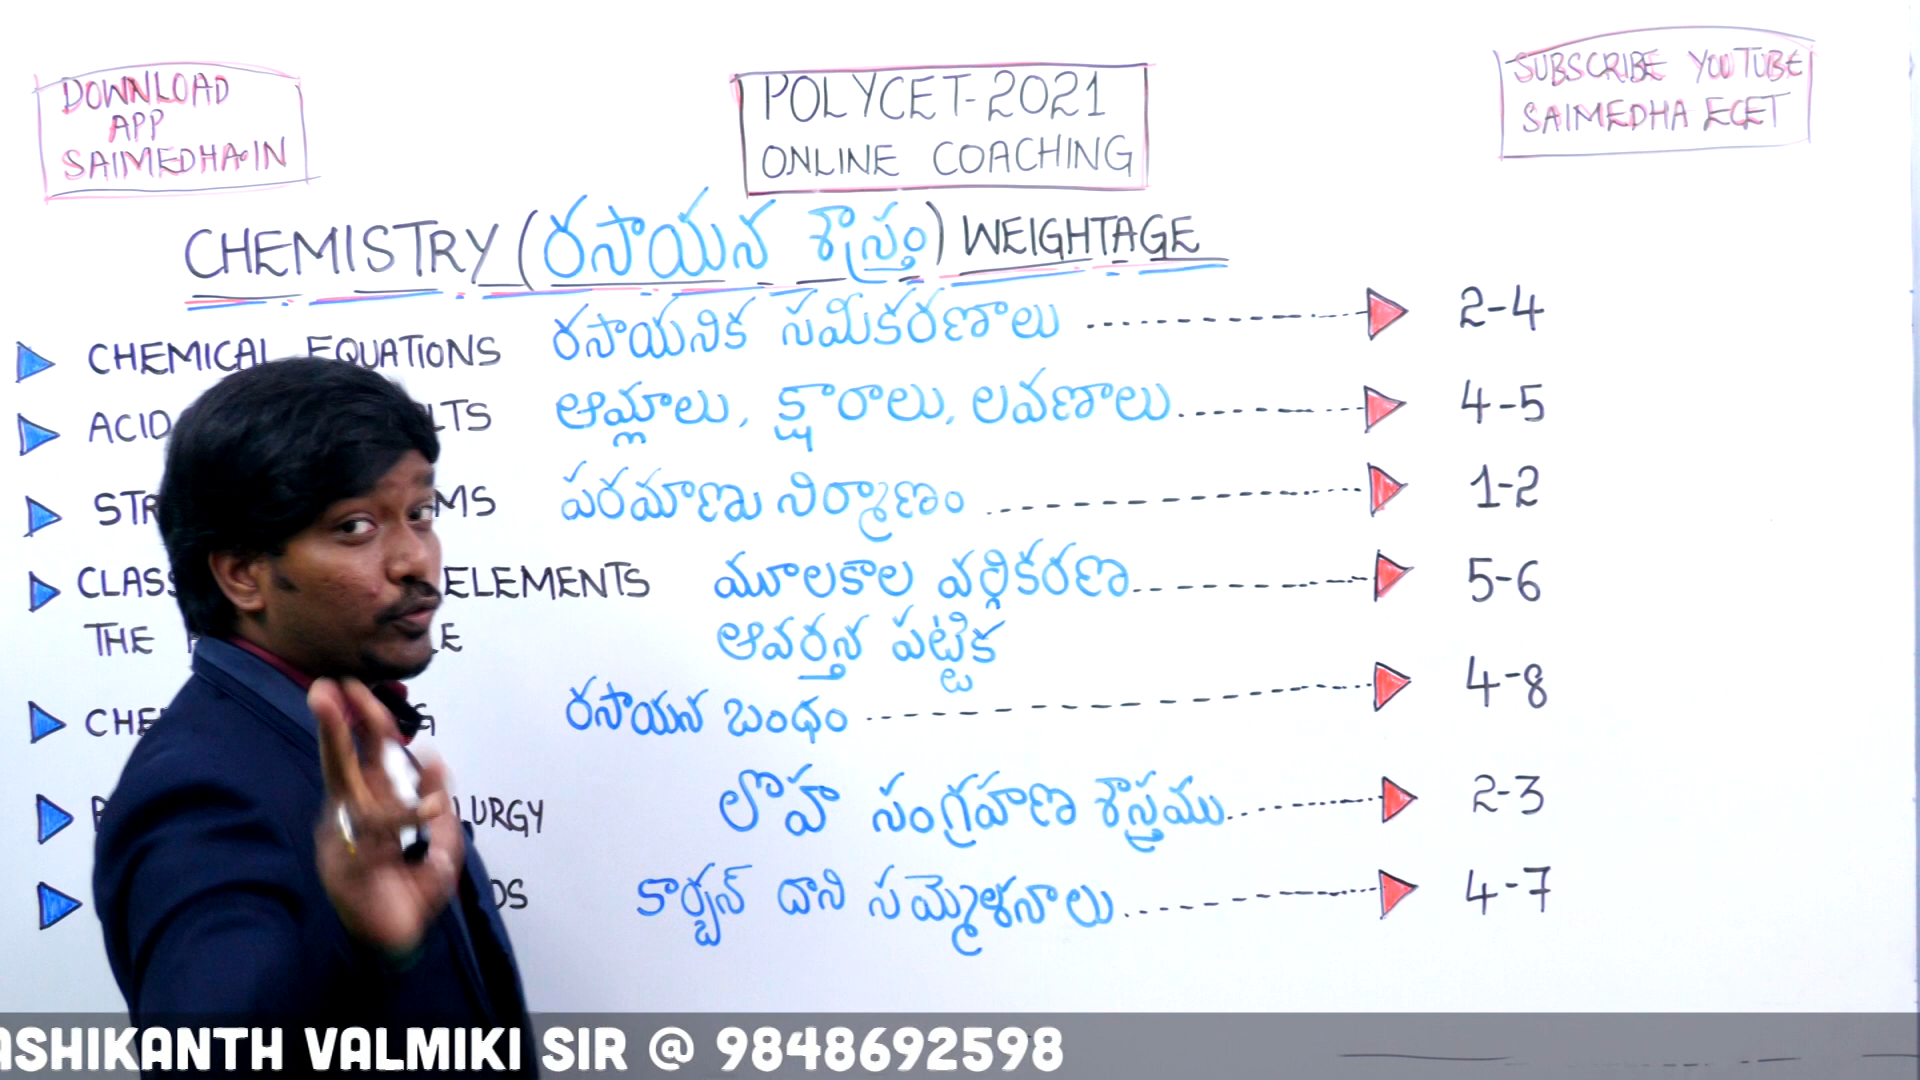 DOWNLOAD
APP
SAIMEDHA.IN
POLYCET-2021
ONLINE COACHING
SUBSCRIBE YOUTUBE
SAIMEDHA ECET
CHEMISTRY (రసాయన శాస్త్రం) WEIGHTAGE
CHEMICAL EQUATIONS రసాయనిక సమీకరణాలు 2-4
ACID LTS ఆమ్లాలు, క్షారాలు, లవణాలు 4-5
STR MS పరమాణు నిర్మాణం 1-2
CLASS ELEMENTS మూలకాల వర్గీకరణ 5-6
THE LE ఆవర్తన పట్టిక
CHE G రసాయన బంధం 4-8
LURGY లోహ సంగ్రహణ శాస్త్రము 2-3
DS కార్బన్ దాని సమ్మేళనాలు 4-7
ASHIKANTH VALMIKI SIR @ 9848692598